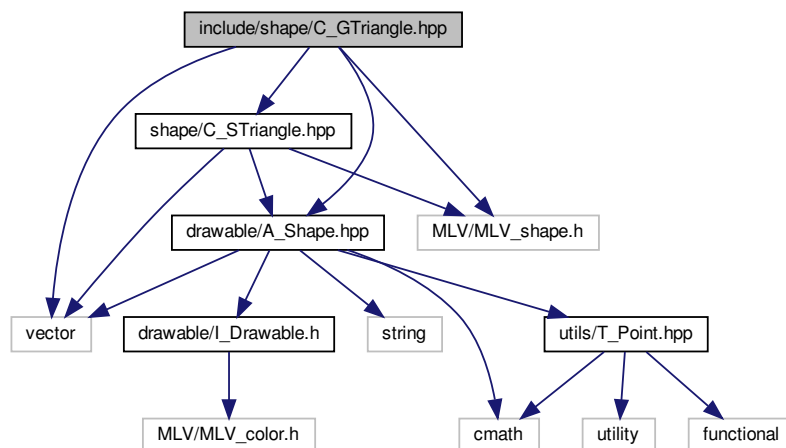 include/shape/C_GTriangle.hpp
shape/C_STriangle.hpp
drawable/A_Shape.hpp
MLV/MLV_shape.h
vector
drawable/I_Drawable.h
string
utils/T_Point.hpp
MLV/MLV_color.h
cmath
utility
functional